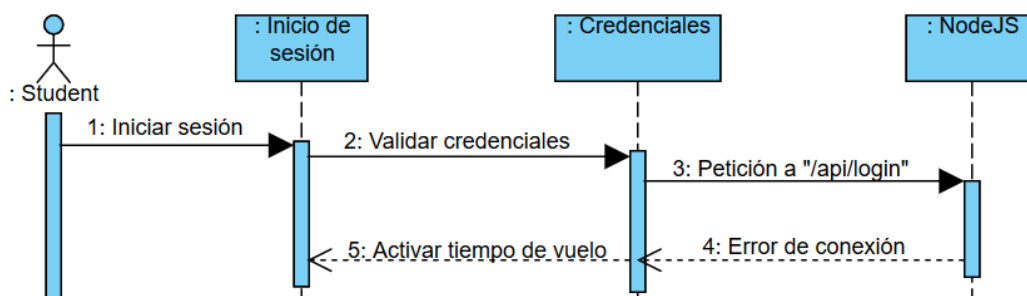 : Student
: Inicio de
sesión
: Credenciales
: NodeJS
1: Iniciar sesión
2: Validar credenciales
3: Petición a "/api/login"
4: Error de conexión
5: Activar tiempo de vuelo